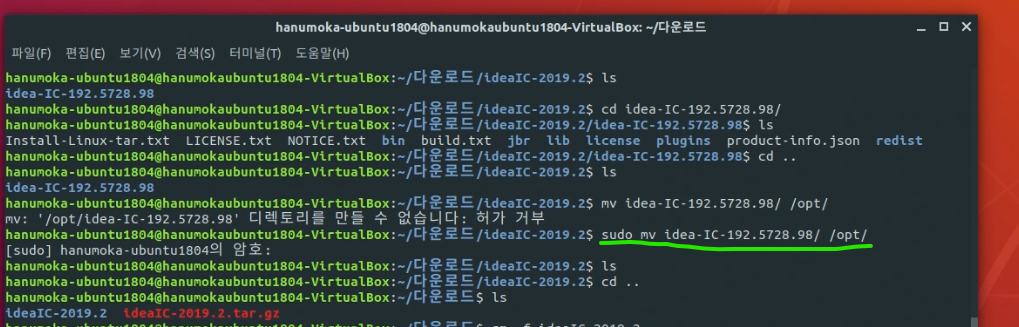 hanumoka-ubuntu1804@hanumokaubuntu1804-VirtualBox: ~/다운로드
파일(F) 편집(E) 보기(V) 검색(S) 터미널(T) 도움말(H)
hanumoka-ubuntu1804@hanumokaubuntu1804-VirtualBox:~/다운로드/ideaIC-2019.2$ ls
idea-IC-192.5728.98
hanumoka-ubuntu1804@hanumokaubuntu1804-VirtualBox:~/다운로드/ideaIC-2019.2$ cd idea-IC-192.5728.98/
hanumoka-ubuntu1804@hanumokaubuntu1804-VirtualBox:~/다운로드/ideaIC-2019.2/idea-IC-192.5728.98$ ls
Install-Linux-tar.txt LICENSE.txt NOTICE.txt bin build.txt jbr lib license plugins product-info.json redist
hanumoka-ubuntu1804@hanumokaubuntu1804-VirtualBox:~/다운로드/ideaIC-2019.2/idea-IC-192.5728.98$ cd ..
hanumoka-ubuntu1804@hanumokaubuntu1804-VirtualBox:~/다운로드/ideaIC-2019.2$ ls
idea-IC-192.5728.98
hanumoka-ubuntu1804@hanumokaubuntu1804-VirtualBox:~/다운로드/ideaIC-2019.2$ mv idea-IC-192.5728.98/ /opt/
mv: '/opt/idea-IC-192.5728.98' 디렉토리를 만들 수 없습니다: 허가 거부
hanumoka-ubuntu1804@hanumokaubuntu1804-VirtualBox:~/다운로드/ideaIC-2019.2$ sudo mv idea-IC-192.5728.98/ /opt/
[sudo] hanumoka-ubuntu1804의 암호:
hanumoka-ubuntu1804@hanumokaubuntu1804-VirtualBox:~/다운로드/ideaIC-2019.2$ ls
hanumoka-ubuntu1804@hanumokaubuntu1804-VirtualBox:~/다운로드/ideaIC-2019.2$ cd ..
hanumoka-ubuntu1804@hanumokaubuntu1804-VirtualBox:~/다운로드$ ls
ideaIC-2019.2 ideaIC-2019.2.tar.gz